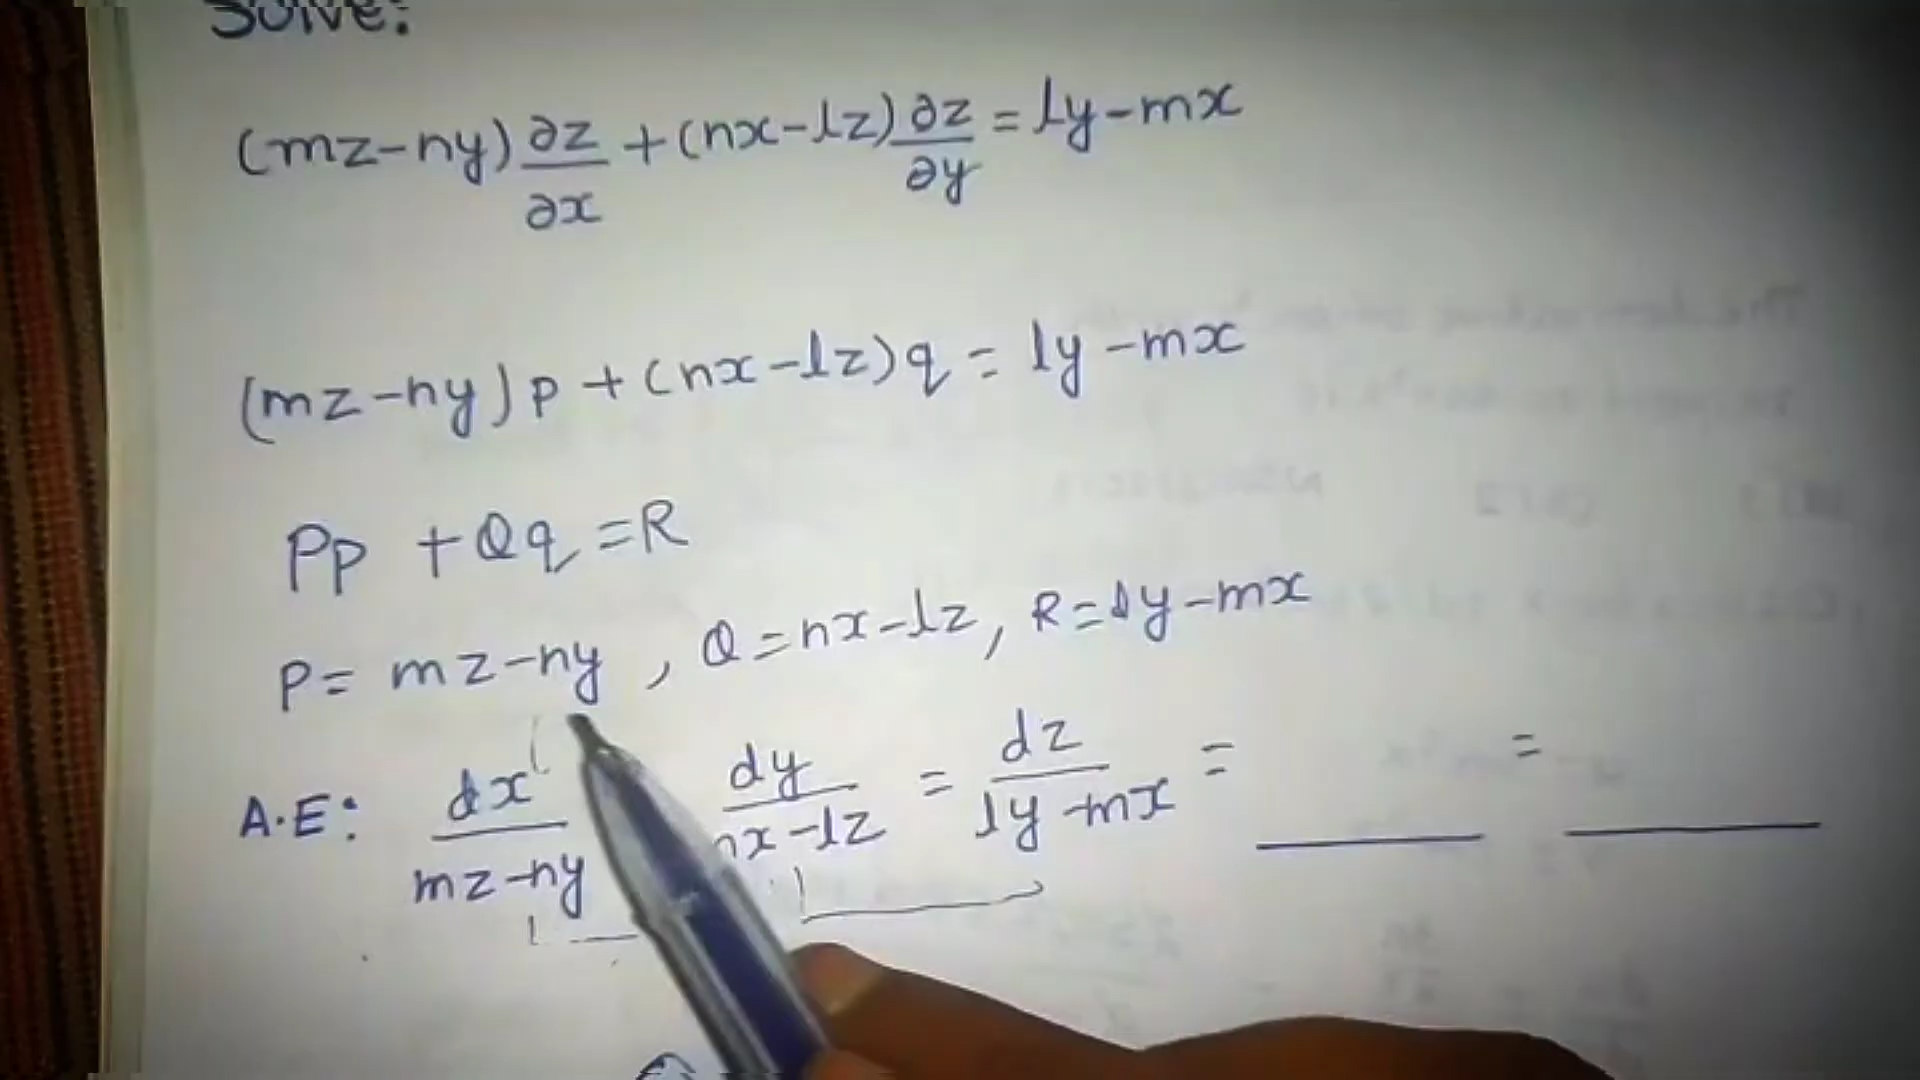 Solve:
(mz-ny) ∂z/∂x + (nx-lz) ∂z/∂y = ly-mx
(mz-ny) p + (nx-lz) q = ly-mx
Pp + Qq = R
P = mz-ny, Q = nx-lz, R = ly-mx
A.E: dx/mz-ny dy/nx-lz = dz/ly-mx = =